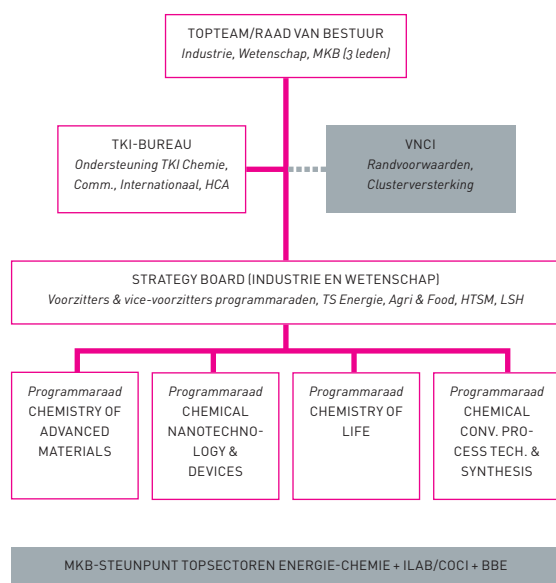 TOPTEAM/RAAD VAN BESTUUR
Industrie, Wetenschap, MKB (3 leden)
TKI-BUREAU
Ondersteuning TKI Chemie,
Comm., Internationaal, HCA
VNCI
Randvoorwaarden,
Clusterversterking
STRATEGY BOARD (INDUSTRIE EN WETENSCHAP)
Voorzitters & vice-voorzitters programmaraden, TS Energie, Agri & Food, HTSM, LSH
Programmaraad
CHEMISTRY OF
ADVANCED
MATERIALS
Programmaraad
CHEMICAL
NANOTECHNO-
LOGY &
DEVICES
Programmaraad
CHEMISTRY OF
LIFE
Programmaraad
CHEMICAL
CONV. PRO-
CESS TECH. &
SYNTHESIS
MKB-STEUNPUNT TOPSECTOREN ENERGIE-CHEMIE + ILAB/COCI + BBE